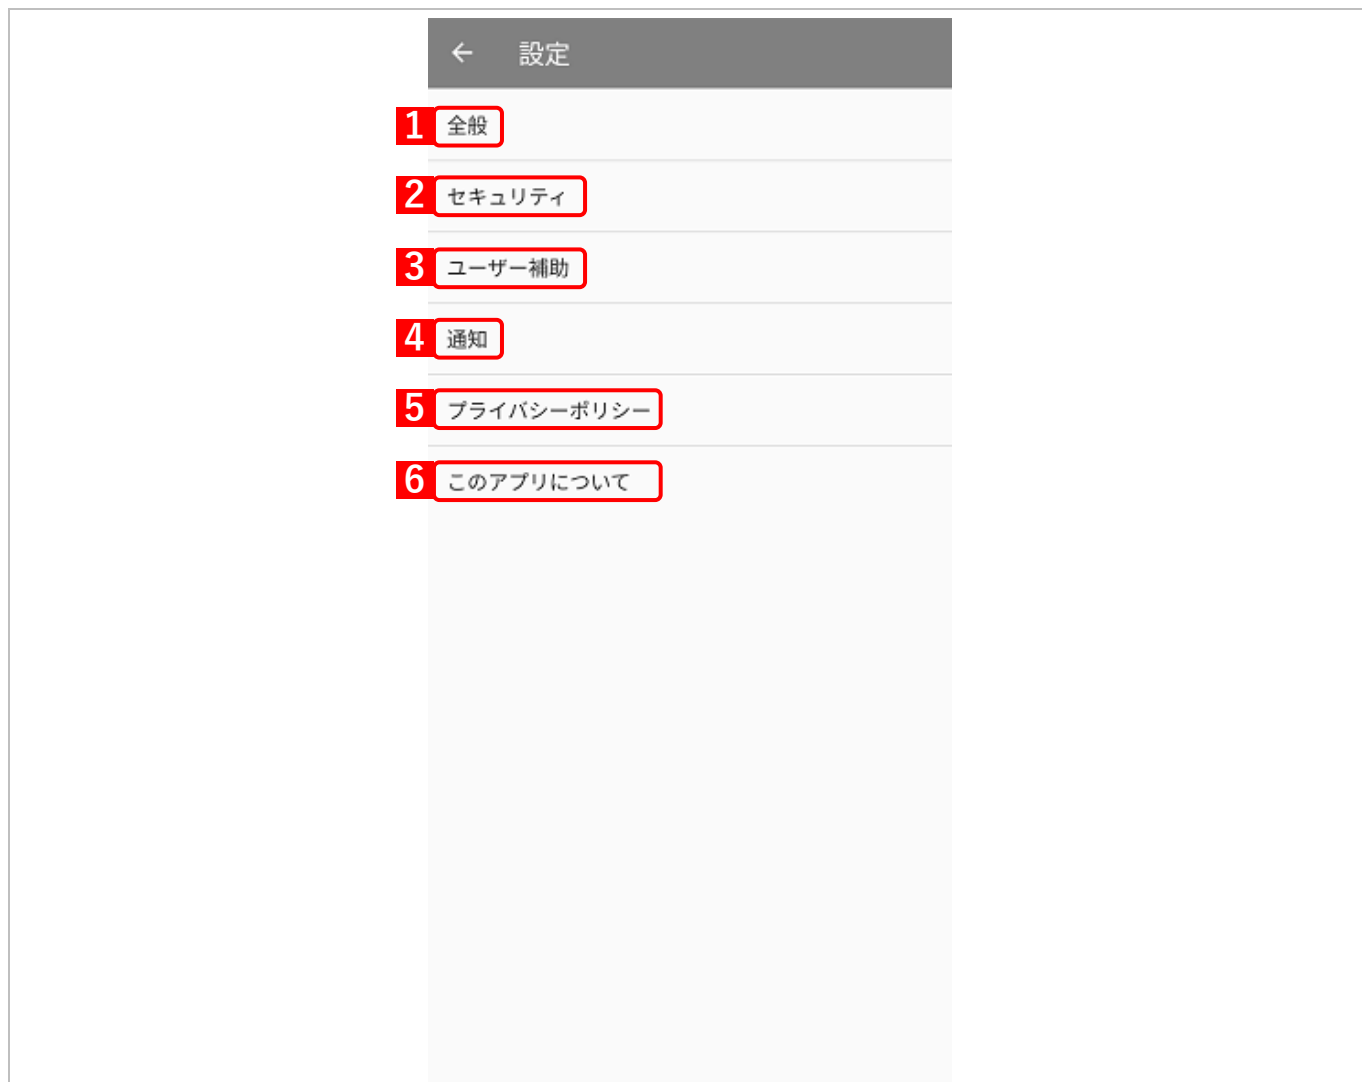 ← 設定
1 全般
2 セキュリティ
3 ユーザー補助
4 通知
5 プライバシーポリシー
6 このアプリについて